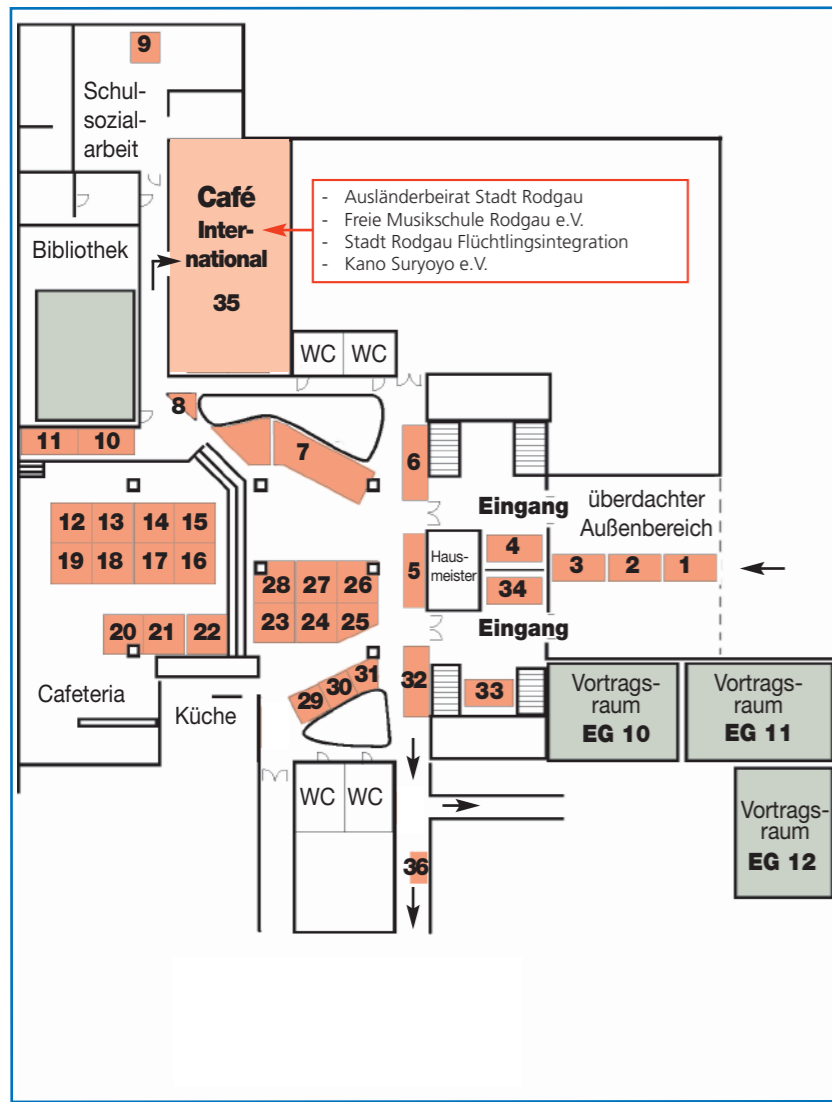 9
Schul-
sozial-
arbeit
Café
Inter-
national
35
- Ausländerbeirat Stadt Rodgau
- Freie Musikschule Rodgau e.V.
- Stadt Rodgau Flüchtlingsintegration
- Kano Suryoyo e.V.
Bibliothek
WC WC
8
11 10
7
6
Eingang
überdachter
Außenbereich
12 13 14 15
19 18 17 16
5
Haus-
meister
4
34
3 2 1
28 27 26
23 24 25
Eingang
20 21 22
29 30 31
32
33
Cafeteria
Küche
Vortrags-
raum
EG 10
Vortrags-
raum
EG 11
WC WC
Vortrags-
raum
EG 12
36